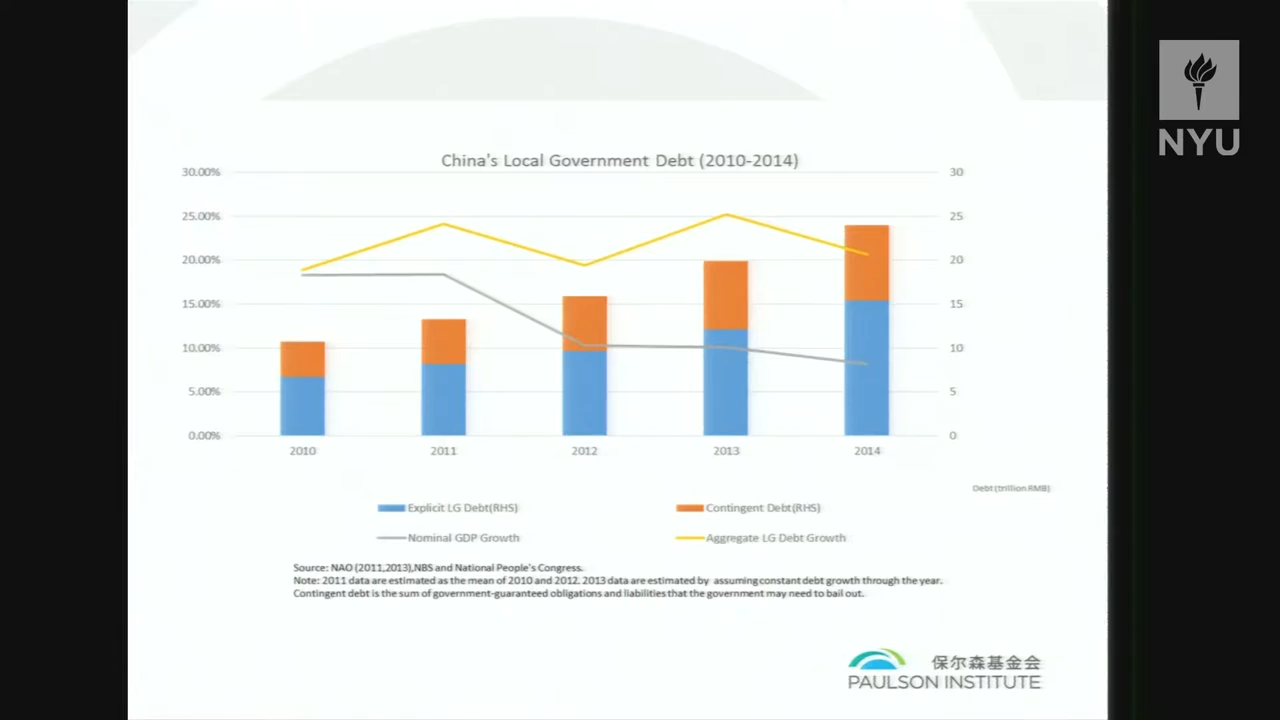 NYU
China's Local Government Debt (2010-2014)
30.00%
25.00%
20.00%
15.00%
10.00%
5.00%
0.00%
30
25
20
15
10
5
0
2010 2011 2012 2013 2014
Debt (trillion RMB)
Explicit LG Debt(RHS) Contingent Debt(RHS)
Nominal GDP Growth Aggregate LG Debt Growth
Source: NAO (2011,2013),NBS and National People's Congress.
Note: 2011 data are estimated as the mean of 2010 and 2012. 2013 data are estimated by assuming constant debt growth through the year.
Contingent debt is the sum of government-guaranteed obligations and liabilities that the government may need to bail out.
保尔森基金会
PAULSON INSTITUTE